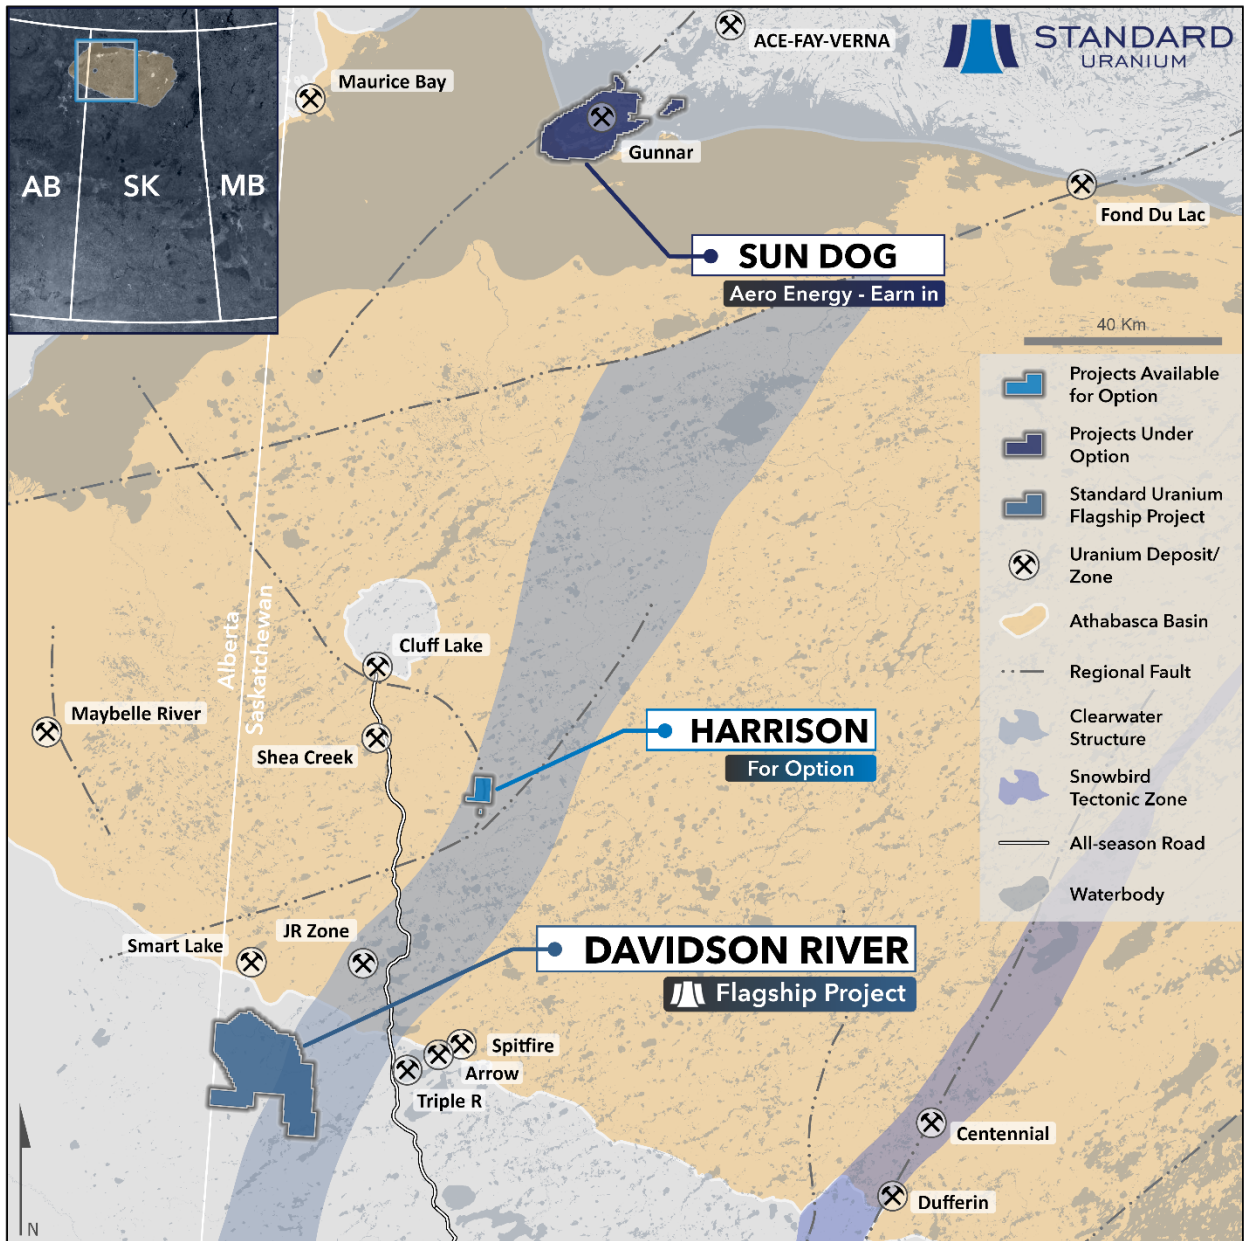 AB
SK
MB
ACE-FAY-VERNA
STANDARD
URANIUM
Maurice Bay
Gunnar
Fond Du Lac
SUN DOG
Aero Energy - Earn in
40 Km
Projects Available
for Option
Projects Under
Option
Standard Uranium
Flagship Project
Uranium Deposit/
Zone
Athabasca Basin
Regional Fault
Clearwater
Structure
Snowbird
Tectonic Zone
All-season Road
Waterbody
Alberta
Saskatchewan
Cluff Lake
Maybelle River
Shea Creek
HARRISON
For Option
JR Zone
Smart Lake
DAVIDSON RIVER
Flagship Project
Spitfire
Arrow
Triple R
Centennial
Dufferin
N